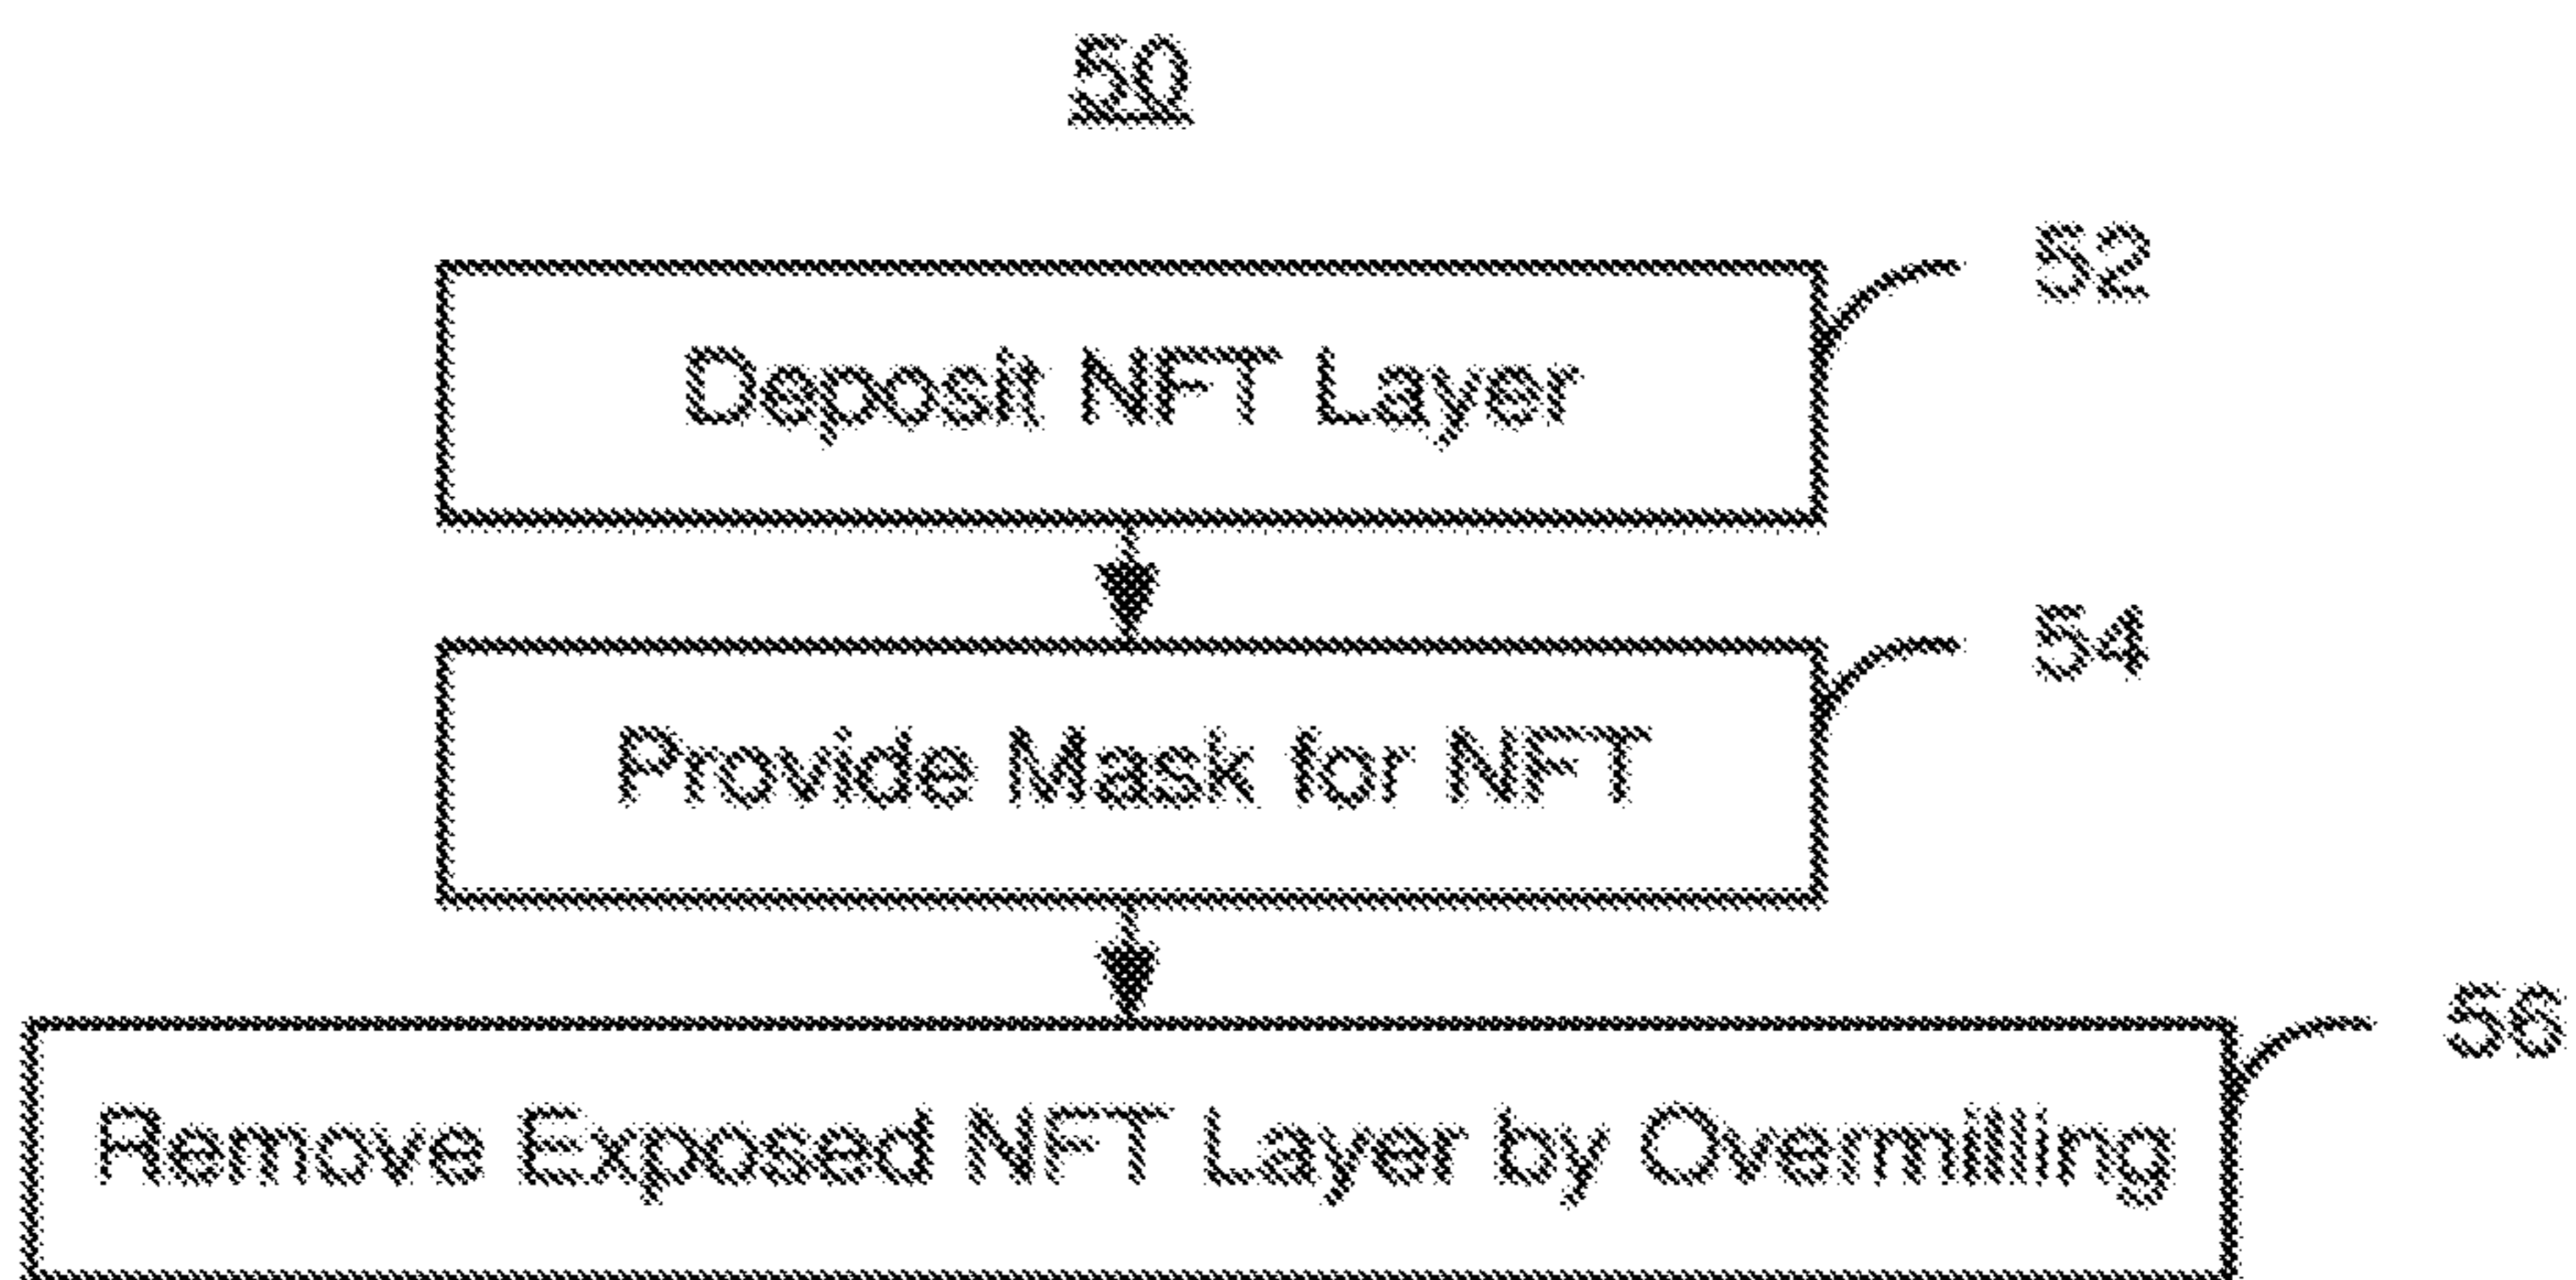 50
52
Deposit NFT Layer
54
Provide Mask for NFT
56
Remove Exposed NFT Layer by Overmilling